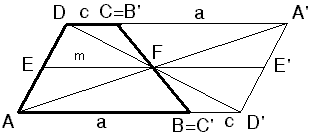 D c C=B' a A'
E m F E'
A a B=C' c D'